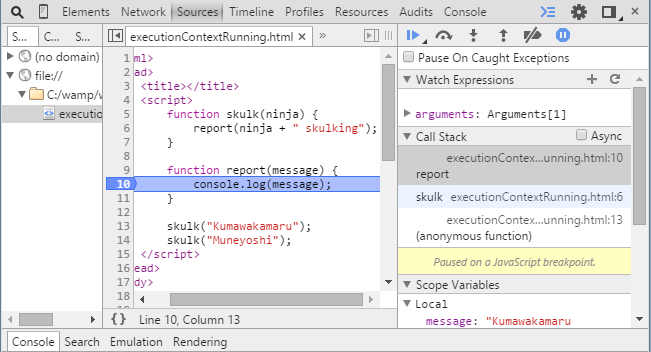 Elements Network Sources Timeline Profiles Resources Audits Console
S... C...
(no domain)
file://
C:/wamp/
executio
executionContextRunning.html × »
1 ml>
2 ad>
3 <title></title>
4 <script>
5 function skulk(ninja) {
6 report(ninja + " skulking");
7 }
8
9 function report(message) {
10 console.log(message);
11 }
12
13 skulk("Kumawakamaru");
14 skulk("Muneyoshi");
15 </script>
16 ead>
17 dy>
18
{} Line 10, Column 13
Pause On Caught Exceptions
Watch Expressions
arguments: Arguments[1]
Call Stack Async
executionContex...unning.html:10
report
skulk executionContextRunning.html:6
executionContex...unning.html:13
(anonymous function)
Paused on a JavaScript breakpoint.
Scope Variables
Local
message: "Kumawakamaru
Console Search Emulation Rendering